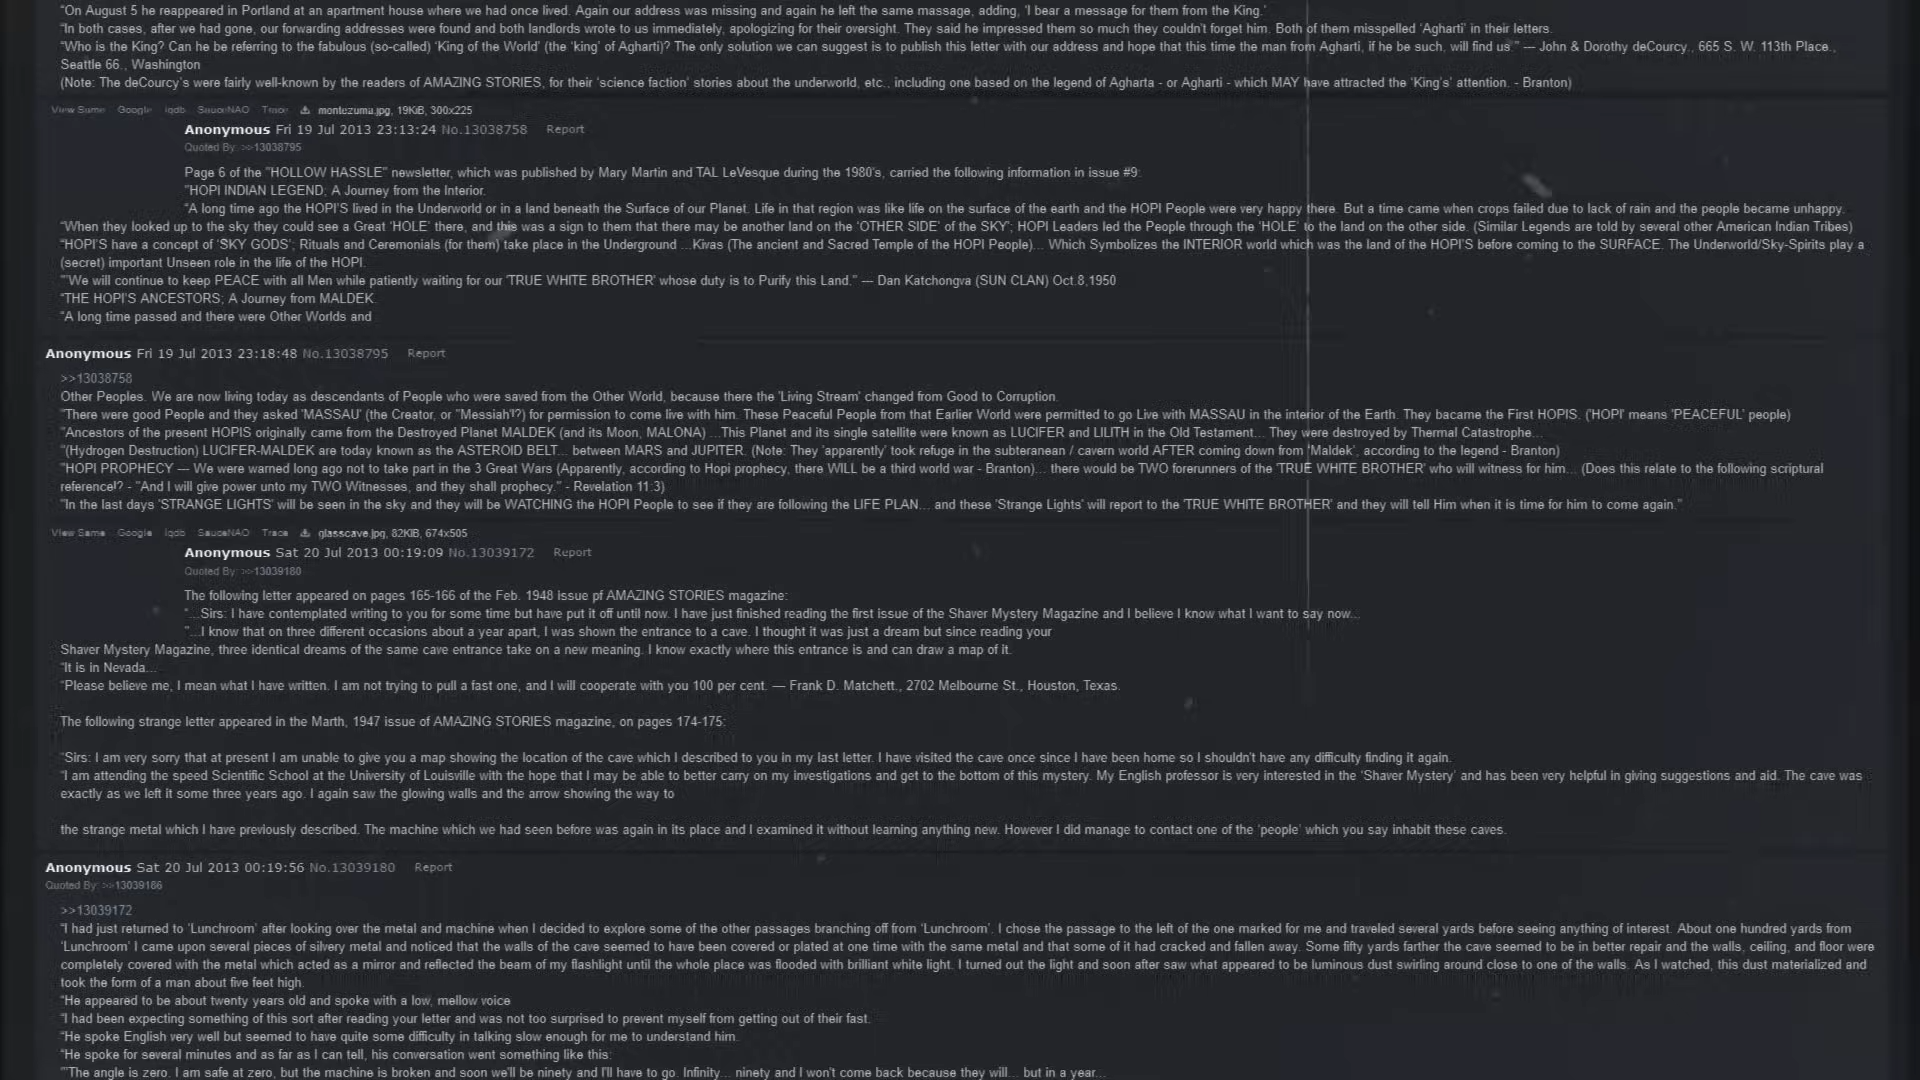 “On August 5 he reappeared in Portland at an apartment house where we had once lived. Again our address was missing and again he left the same massage, adding, ‘I bear a message for them from the King.’
“In both cases, after we had gone, our forwarding addresses were found and both landlords wrote to us immediately, apologizing for their oversight. They said he impressed them so much they couldn’t forget him. Both of them misspelled ‘Agharti’ in their letters.
“Who is the King? Can he be referring to the fabulous (so-called) ‘King of the World’ (the ‘king’ of Agharti)? The only solution we can suggest is to publish this letter with our address and hope that this time the man from Agharti, if he be such, will find us.” — John & Dorothy deCourcy., 665 S. W. 113th Place.,
Seattle 66., Washington
(Note: The deCourcy’s were fairly well-known by the readers of AMAZING STORIES, for their ‘science faction’ stories about the underworld, etc., including one based on the legend of Agharta - or Agharti - which MAY have attracted the ‘King’s’ attention. - Branton)
View Same Google iqdb SauceNAO Trace montezuma.jpg, 19KiB, 300x225
Anonymous Fri 19 Jul 2013 23:13:24 No.13038758 Report
Quoted By: >>13038795
Page 6 of the "HOLLOW HASSLE" newsletter, which was published by Mary Martin and TAL LeVesque during the 1980’s, carried the following information in issue #9:
"HOPI INDIAN LEGEND; A Journey from the Interior.
“A long time ago the HOPI’S lived in the Underworld or in a land beneath the Surface of our Planet. Life in that region was like life on the surface of the earth and the HOPI People were very happy there. But a time came when crops failed due to lack of rain and the people became unhappy.
“When they looked up to the sky they could see a Great ‘HOLE’ there, and this was a sign to them that there may be another land on the ‘OTHER SIDE’ of the SKY’; HOPI Leaders led the People through the ‘HOLE’ to the land on the other side. (Similar Legends are told by several other American Indian Tribes)
“HOPI’S have a concept of ‘SKY GODS’; Rituals and Ceremonials (for them) take place in the Underground ...Kivas (The ancient and Sacred Temple of the HOPI People)... Which Symbolizes the INTERIOR world which was the land of the HOPI’S before coming to the SURFACE. The Underworld/Sky-Spirits play a
(secret) important Unseen role in the life of the HOPI.
“‘We will continue to keep PEACE with all Men while patiently waiting for our ‘TRUE WHITE BROTHER’ whose duty is to Purify this Land.” — Dan Katchongva (SUN CLAN) Oct.8,1950
“THE HOPI’S ANCESTORS; A Journey from MALDEK
“A long time passed and there were Other Worlds and
Anonymous Fri 19 Jul 2013 23:18:48 No.13038795 Report
>>13038758
Other Peoples. We are now living today as descendants of People who were saved from the Other World, because there the 'Living Stream' changed from Good to Corruption.
"There were good People and they asked 'MASSAU' (the Creator, or "Messiah'!?) for permission to come live with him. These Peaceful People from that Earlier World were permitted to go Live with MASSAU in the interior of the Earth. They bacame the First HOPIS. ('HOPI' means 'PEACEFUL' people)
"Ancestors of the present HOPIS originally came from the Destroyed Planet MALDEK (and its Moon, MALONA) ...This Planet and its single satellite were known as LUCIFER and LILITH in the Old Testament... They were destroyed by Thermal Catastrophe...
"(Hydrogen Destruction) LUCIFER-MALDEK are today known as the ASTEROID BELT... between MARS and JUPITER. (Note: They 'apparently' took refuge in the subteranean / cavern world AFTER coming down from 'Maldek', according to the legend - Branton)
"HOPI PROPHECY — We were warned long ago not to take part in the 3 Great Wars (Apparently, according to Hopi prophecy, there WILL be a third world war - Branton)... there would be TWO forerunners of the 'TRUE WHITE BROTHER' who will witness for him... (Does this relate to the following scriptural
reference!? - "And I will give power unto my TWO Witnesses, and they shall prophecy." - Revelation 11:3)
"In the last days 'STRANGE LIGHTS' will be seen in the sky and they will be WATCHING the HOPI People to see if they are following the LIFE PLAN... and these 'Strange Lights' will report to the 'TRUE WHITE BROTHER' and they will tell Him when it is time for him to come again."
View Same Google iqdb SauceNAO Trace glasscave.jpg, 82KiB, 674x505
Anonymous Sat 20 Jul 2013 00:19:09 No.13039172 Report
Quoted By: >>13039180
The following letter appeared on pages 165-166 of the Feb. 1948 issue pf AMAZING STORIES magazine:
“...Sirs: I have contemplated writing to you for some time but have put it off until now. I have just finished reading the first issue of the Shaver Mystery Magazine and I believe I know what I want to say now...
“...I know that on three different occasions about a year apart, I was shown the entrance to a cave. I thought it was just a dream but since reading your
Shaver Mystery Magazine, three identical dreams of the same cave entrance take on a new meaning. I know exactly where this entrance is and can draw a map of it.
“It is in Nevada...
“Please believe me, I mean what I have written. I am not trying to pull a fast one, and I will cooperate with you 100 per cent. — Frank D. Matchett., 2702 Melbourne St., Houston, Texas.
The following strange letter appeared in the Marth, 1947 issue of AMAZING STORIES magazine, on pages 174-175:
“Sirs: I am very sorry that at present I am unable to give you a map showing the location of the cave which I described to you in my last letter. I have visited the cave once since I have been home so I shouldn’t have any difficulty finding it again.
“I am attending the speed Scientific School at the University of Louisville with the hope that I may be able to better carry on my investigations and get to the bottom of this mystery. My English professor is very interested in the ‘Shaver Mystery’ and has been very helpful in giving suggestions and aid. The cave was
exactly as we left it some three years ago. I again saw the glowing walls and the arrow showing the way to
the strange metal which I have previously described. The machine which we had seen before was again in its place and I examined it without learning anything new. However I did manage to contact one of the ‘people’ which you say inhabit these caves.
Anonymous Sat 20 Jul 2013 00:19:56 No.13039180 Report
Quoted By: >>13039186
>>13039172
“I had just returned to ‘Lunchroom’ after looking over the metal and machine when I decided to explore some of the other passages branching off from ‘Lunchroom’. I chose the passage to the left of the one marked for me and traveled several yards before seeing anything of interest. About one hundred yards from
‘Lunchroom’ I came upon several pieces of silvery metal and noticed that the walls of the cave seemed to have been covered or plated at one time with the same metal and that some of it had cracked and fallen away. Some fifty yards farther the cave seemed to be in better repair and the walls, ceiling, and floor were
completely covered with the metal which acted as a mirror and reflected the beam of my flashlight until the whole place was flooded with brilliant white light. I turned out the light and soon after saw what appeared to be luminous dust swirling around close to one of the walls. As I watched, this dust materialized and
took the form of a man about five feet high.
“He appeared to be about twenty years old and spoke with a low, mellow voice
“I had been expecting something of this sort after reading your letter and was not too surprised to prevent myself from getting out of their fast.
“He spoke English very well but seemed to have quite some difficulty in talking slow enough for me to understand him.
“He spoke for several minutes and as far as I can tell, his conversation went something like this:
“‘The angle is zero. I am safe at zero, but the machine is broken and soon we’ll be ninety and I’ll have to go. Infinity... ninety and I won’t come back because they will... but in a year...